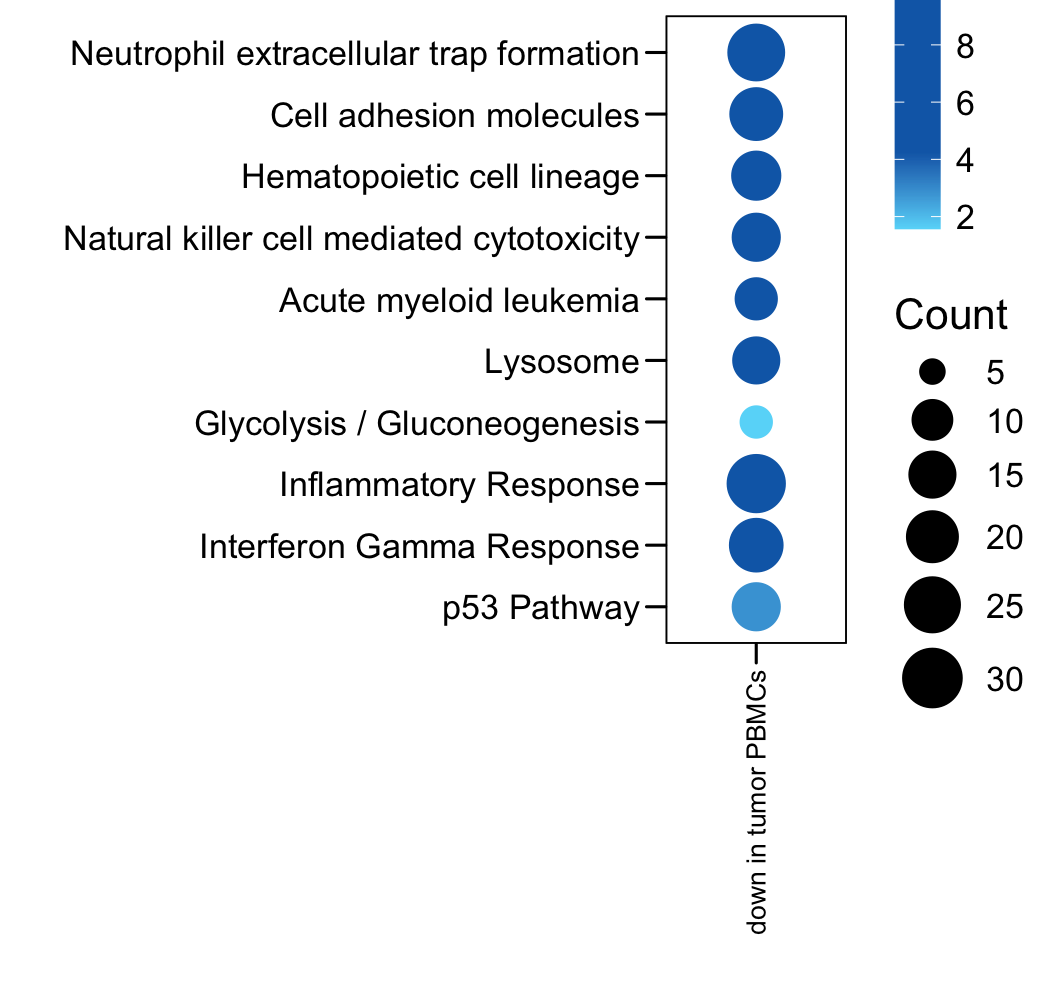 Neutrophil extracellular trap formation
Cell adhesion molecules
Hematopoietic cell lineage
Natural killer cell mediated cytotoxicity
Acute myeloid leukemia
Lysosome
Glycolysis / Gluconeogenesis
Inflammatory Response
Interferon Gamma Response
p53 Pathway
down in tumor PBMCs
8
6
4
2
Count
5
10
15
20
25
30